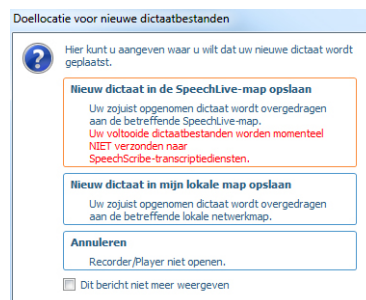 Doellocatie voor nieuwe dictaatbestanden
Hier kunt u aangeven waar u wilt dat uw nieuwe dictaat wordt
geplaatst.
Nieuw dictaat in de SpeechLive-map opslaan
Uw zojuist opgenomen dictaat wordt overgedragen
aan de betreffende SpeechLive-map.
Uw voltooide dictaatbestanden worden momenteel
NIET verzonden naar
SpeechScribe-transcriptiediensten.
Nieuw dictaat in mijn lokale map opslaan
Uw zojuist opgenomen dictaat wordt overgedragen
aan de betreffende lokale netwerkmap.
Annuleren
Recorder/Player niet openen.
Dit bericht niet meer weergeven